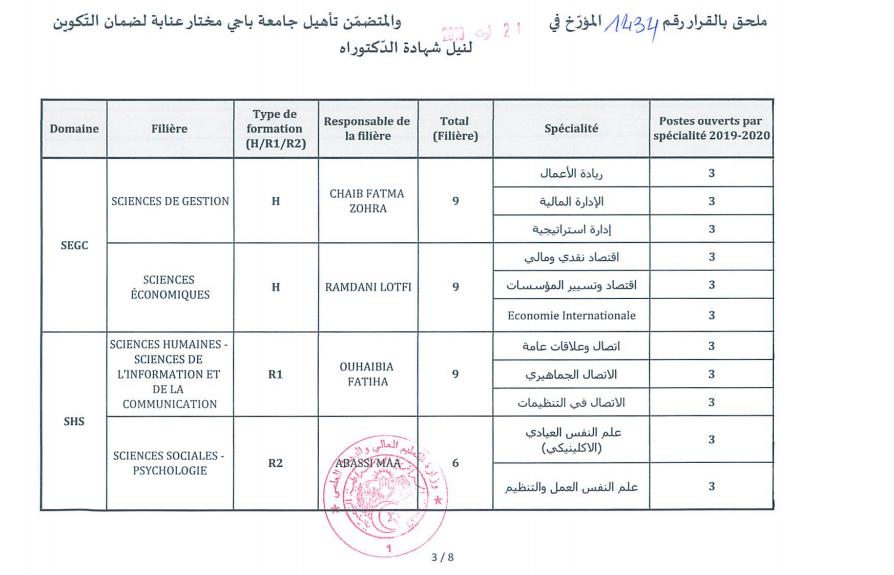 ملحق بالقرار رقم 1434 المؤرّخ في 21 أوت 2019 والمتضمّن تأهيل جامعة باجي مختار عنابة لضمان التّكوين
لنيل شهادة الدّكتوراه
Domaine
Filière
Type de
formation
(H/R1/R2)
Responsable de
la filière
Total
(Filière)
Spécialité
Postes ouverts par
spécialité 2019-2020
SEGC
SCIENCES DE GESTION
H
CHAIB FATMA
ZOHRA
9
ريادة الأعمال
3
الإدارة المالية
3
إدارة استراتيجية
3
SCIENCES
ÉCONOMIQUES
H
RAMDANI LOTFI
9
اقتصاد نقدي ومالي
3
اقتصاد وتسيير المؤسسات
3
Economie Internationale
3
SHS
SCIENCES HUMAINES -
SCIENCES DE
L'INFORMATION ET
DE LA
COMMUNICATION
R1
OUHAIBIA
FATIHA
9
اتصال وعلاقات عامة
3
الاتصال الجماهيري
3
الاتصال في التنظيمات
3
SCIENCES SOCIALES -
PSYCHOLOGIE
R2
ABASSI MAA
6
علم النفس العيادي
(الاكلينيكي)
3
علم النفس العمل والتنظيم
3
وزارة التعليم العالي والبحث العلمي
1
3 / 8